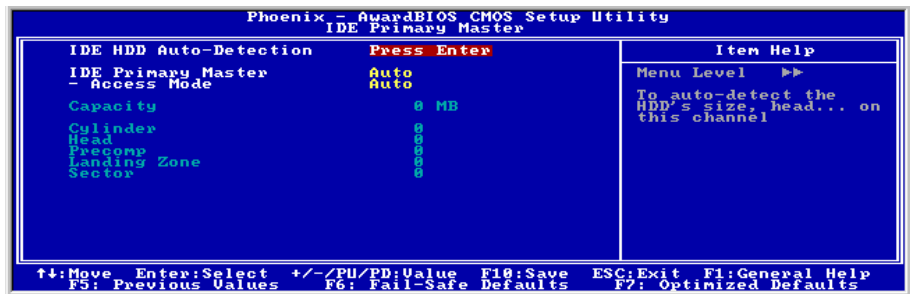 Phoenix - AwardBIOS CMOS Setup Utility
IDE Primary Master
IDE HDD Auto-Detection Press Enter
IDE Primary Master Auto
- Access Mode Auto
Capacity 0 MB
Cylinder 0
Head 0
Precomp 0
Landing Zone 0
Sector 0
Item Help
Menu Level ►►
To auto-detect the
HDD's size, head... on
this channel
↑↓:Move Enter:Select +/-/PU/PD:Value F10:Save ESC:Exit F1:General Help
F5: Previous Values F6: Fail-Safe Defaults F7: Optimized Defaults